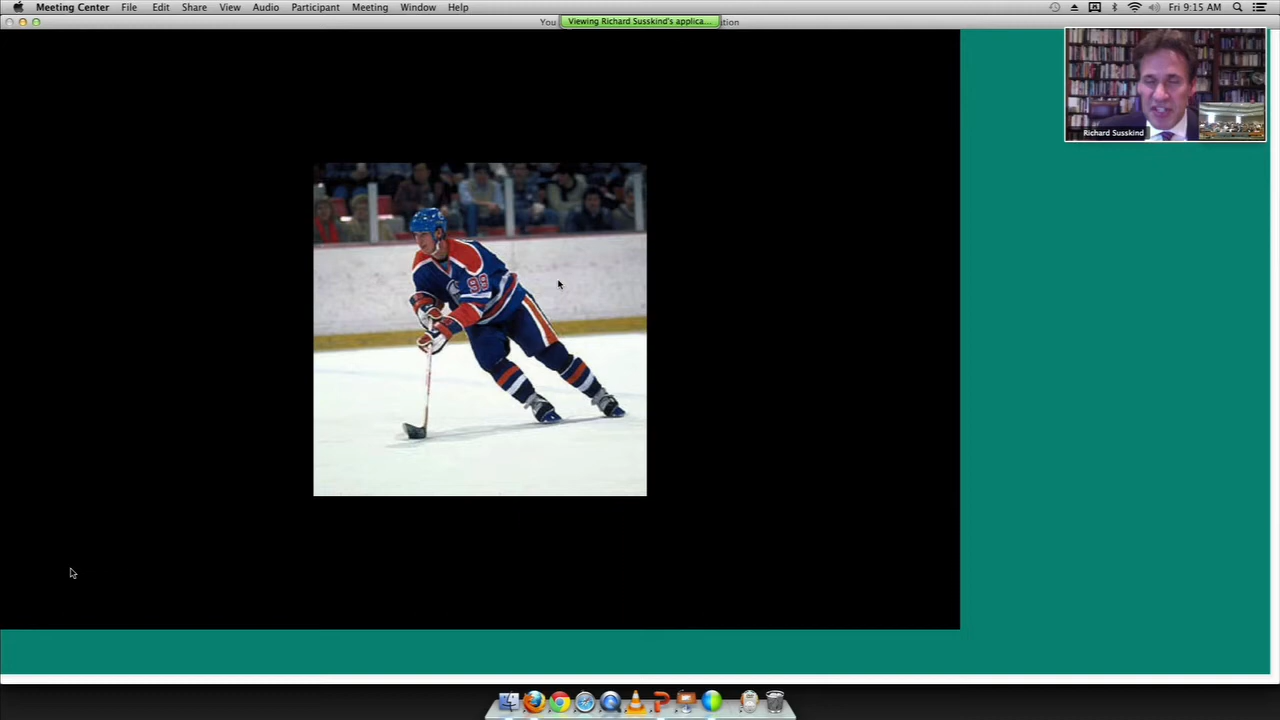 Meeting Center File Edit Share View Audio Participant Meeting Window Help Fri 9:15 AM
You Viewing Richard Susskind's applica... ution
Richard Susskind
99